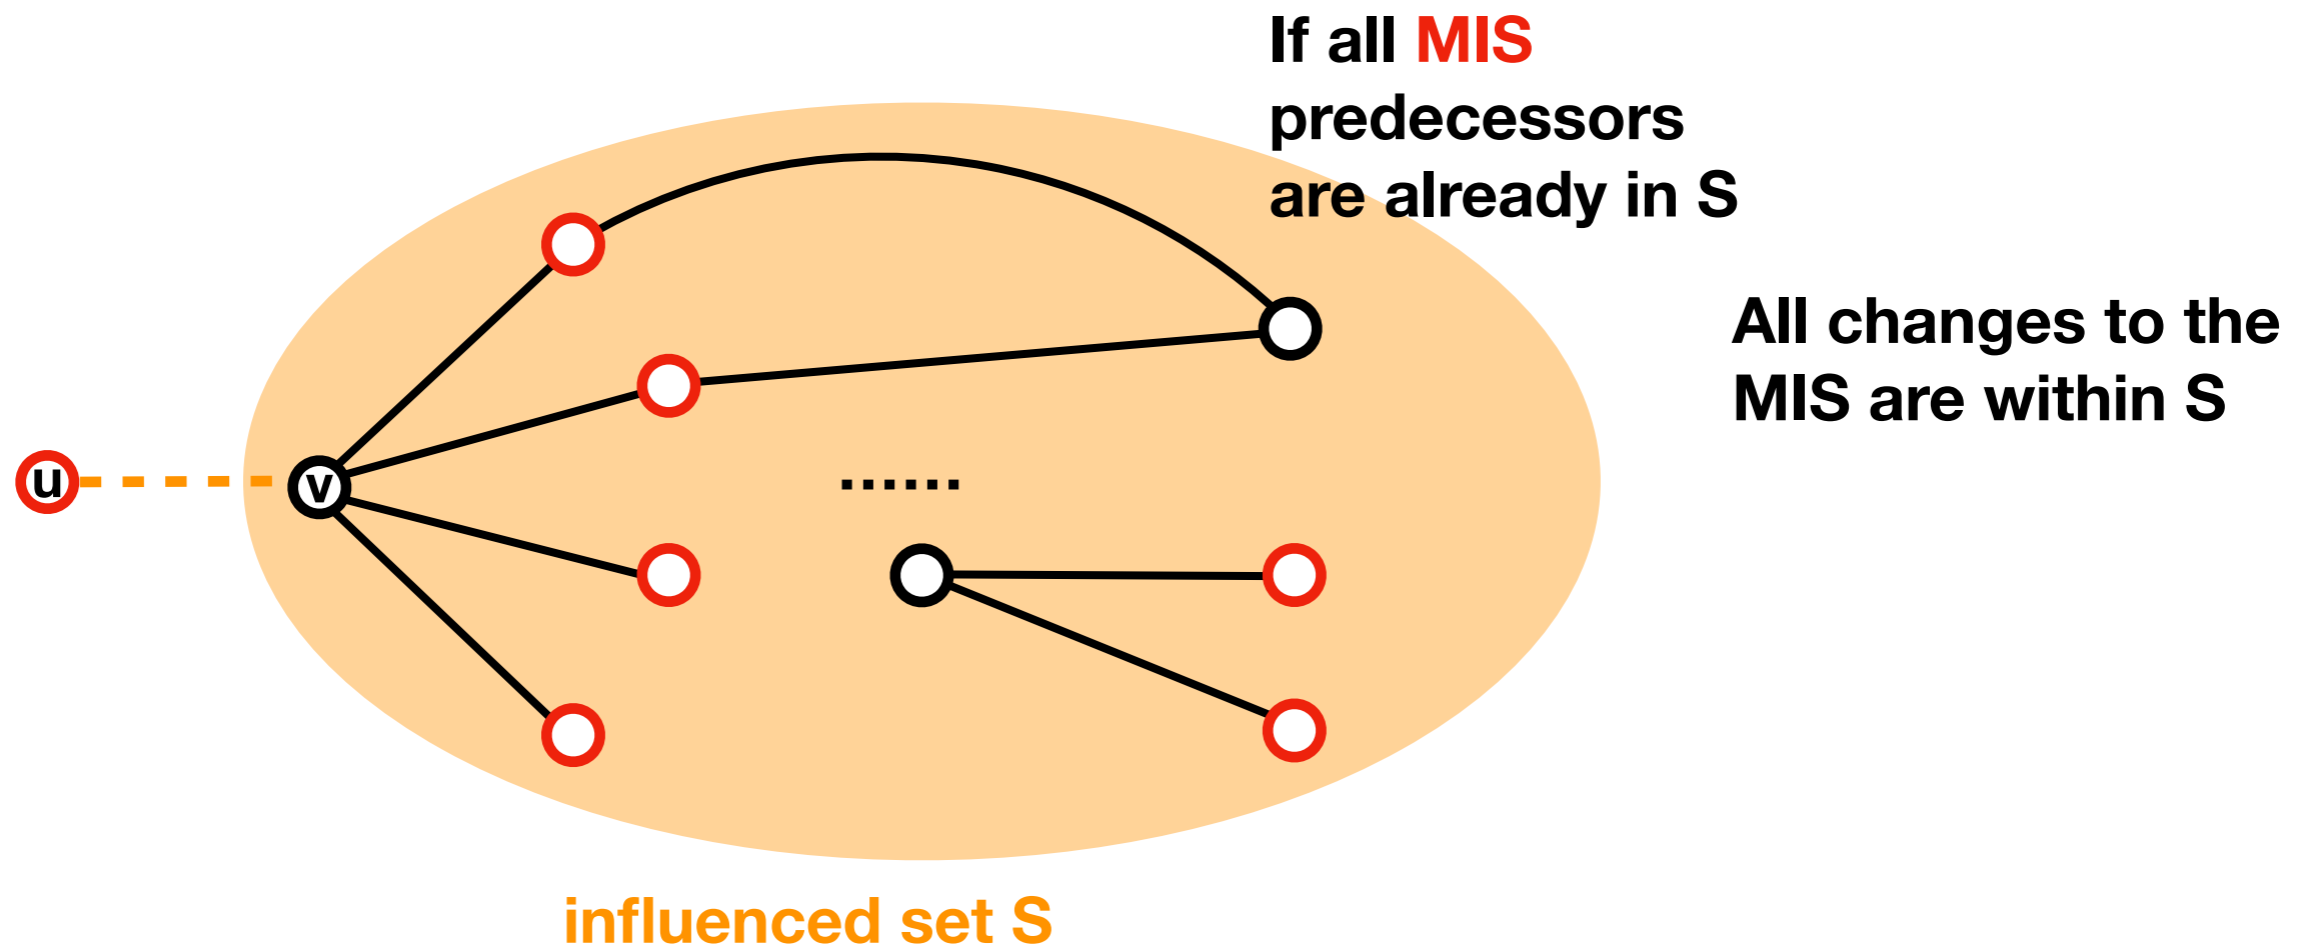 If all MIS
predecessors
are already in S
All changes to the
MIS are within S
u
v
......
influenced set S